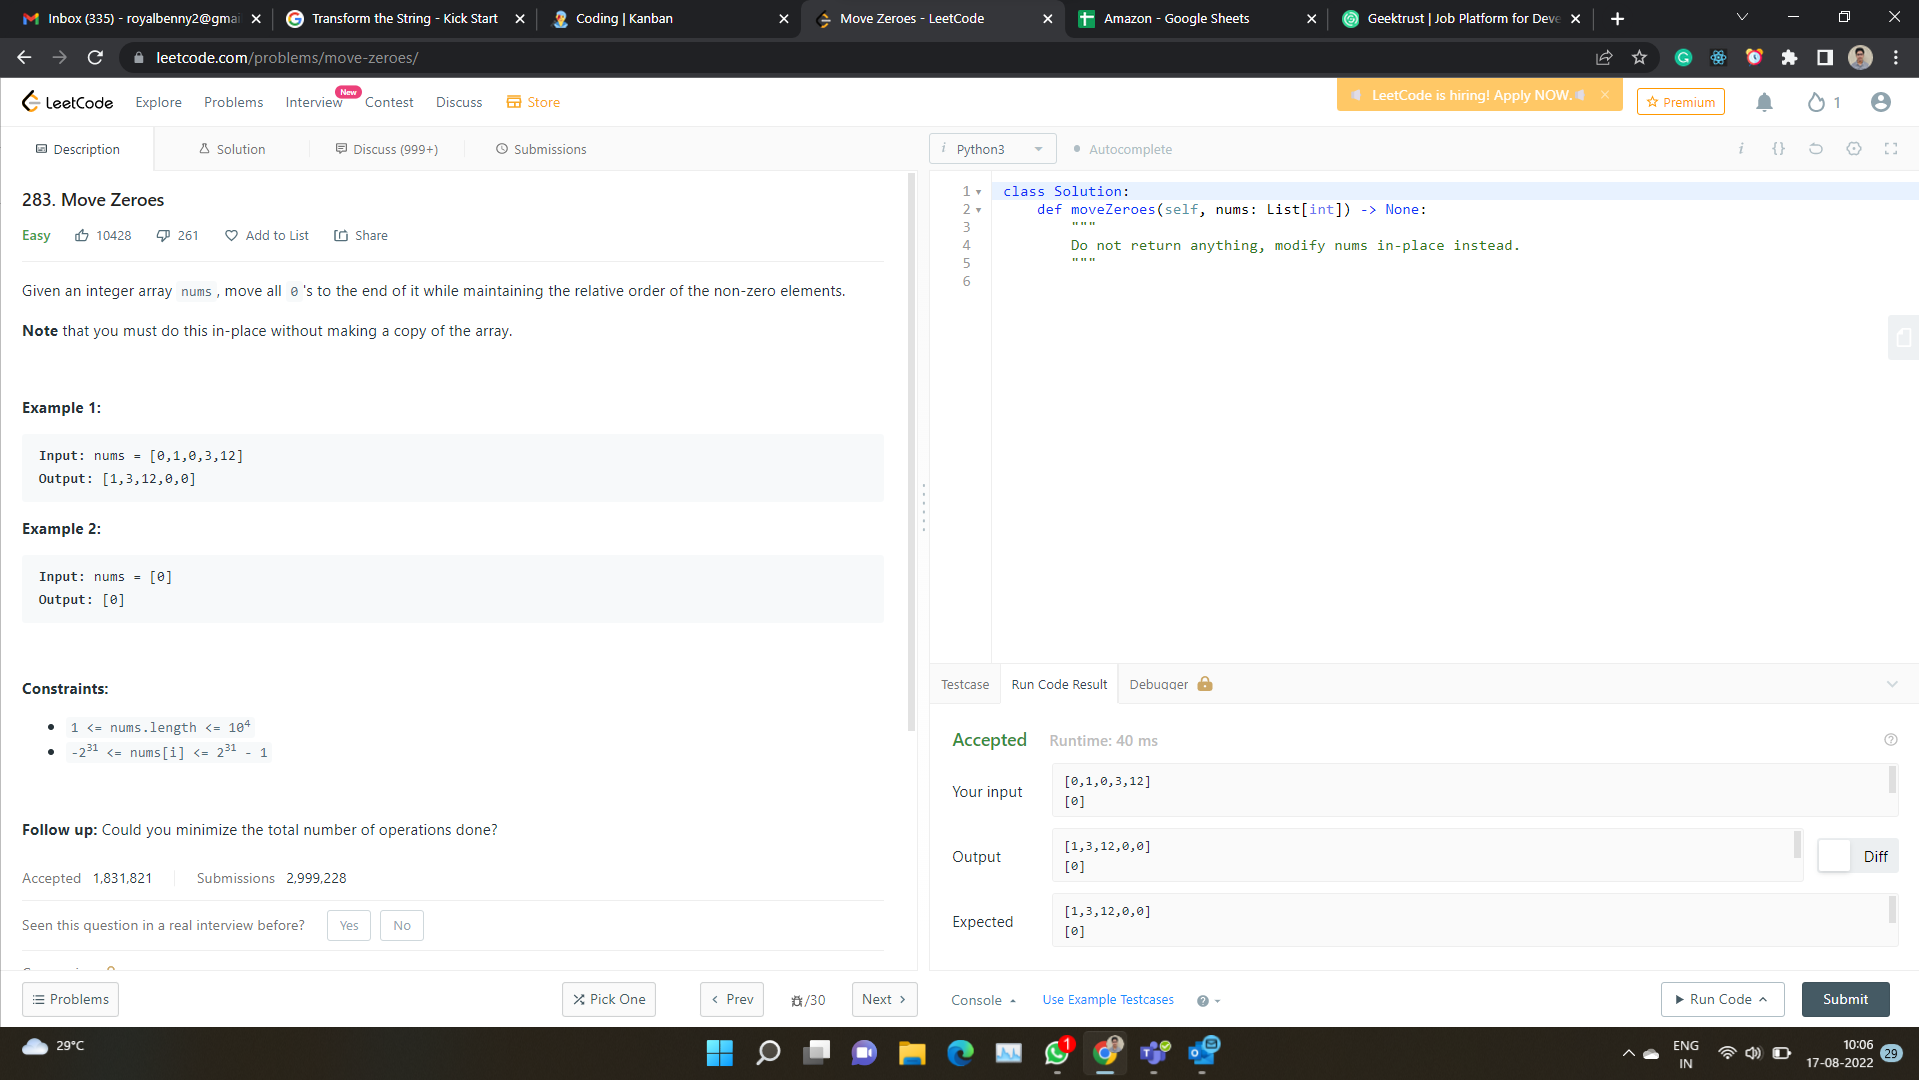 Inbox (335) - royalbenny2@gmai
Transform the String - Kick Start
Coding | Kanban
Move Zeroes - LeetCode
Amazon - Google Sheets
Geektrust | Job Platform for Deve
leetcode.com/problems/move-zeroes/
LeetCode
Explore
Problems
Interview
New
Contest
Discuss
Store
LeetCode is hiring! Apply NOW.
Premium
1
Description
Solution
Discuss (999+)
Submissions
283. Move Zeroes
Easy
10428
261
Add to List
Share
Given an integer array nums, move all 0's to the end of it while maintaining the relative order of the non-zero elements.
Note that you must do this in-place without making a copy of the array.
Example 1:
Input: nums = [0,1,0,3,12]
Output: [1,3,12,0,0]
Example 2:
Input: nums = [0]
Output: [0]
Constraints:
1 <= nums.length <= 10⁴
-2³¹ <= nums[i] <= 2³¹ - 1
Follow up: Could you minimize the total number of operations done?
Accepted 1,831,821
Submissions 2,999,228
Seen this question in a real interview before?
Yes
No
Problems
Pick One
Prev
/30
Next
i Python3
Autocomplete
i
{}
1 class Solution:
2 def moveZeroes(self, nums: List[int]) -> None:
3 """
4 Do not return anything, modify nums in-place instead.
5 """
6
Testcase
Run Code Result
Debugger
Accepted
Runtime: 40 ms
Your input
[0,1,0,3,12]
[0]
Output
[1,3,12,0,0]
[0]
Diff
Expected
[1,3,12,0,0]
[0]
Console
Use Example Testcases
Run Code
Submit
29°C
1
ENG
IN
10:06
17-08-2022
29